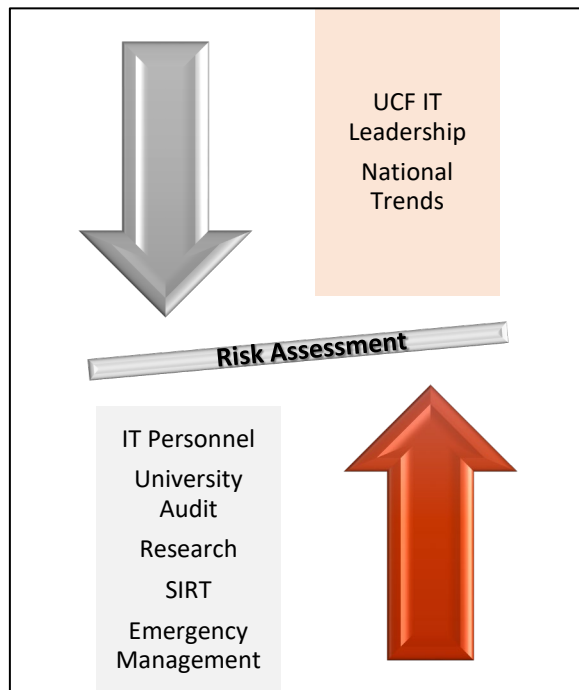 UCF IT
Leadership
National
Trends
Risk Assessment
IT Personnel
University
Audit
Research
SIRT
Emergency
Management